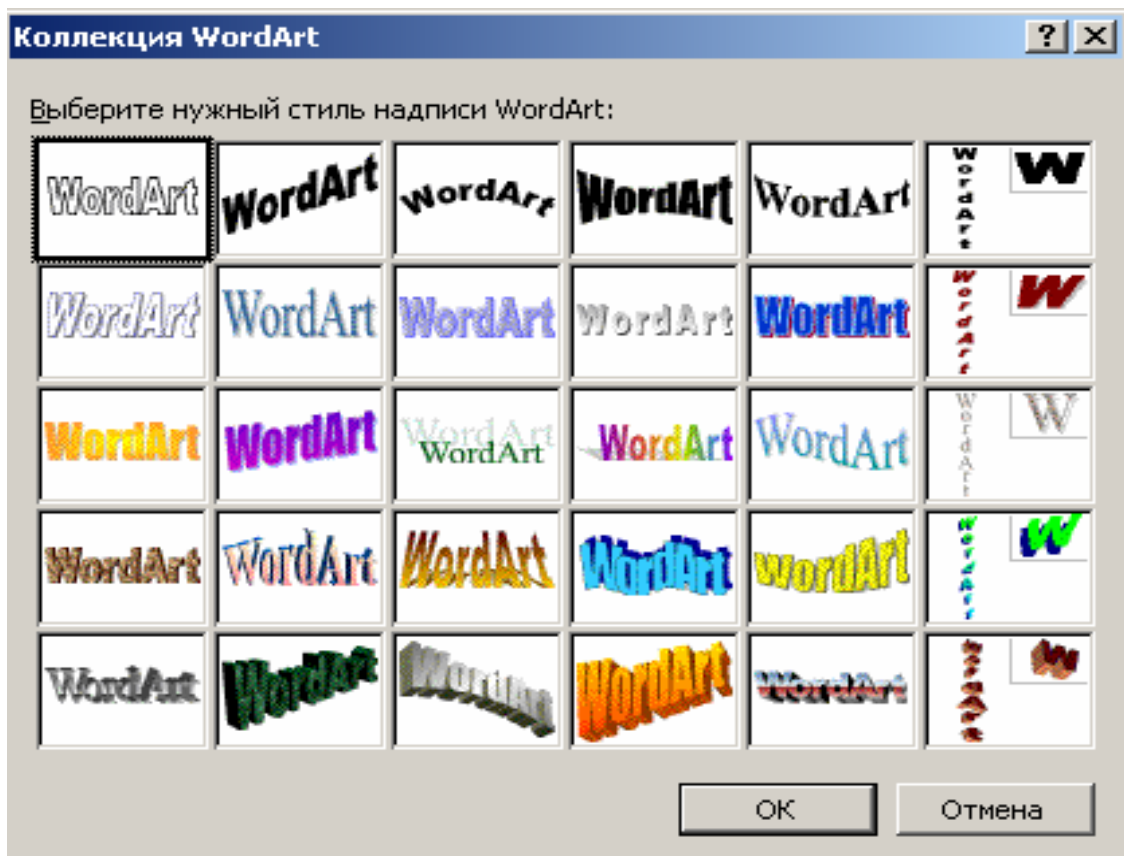 Коллекция WordArt
Выберите нужный стиль надписи WordArt:
WordArt WordArt WordArt WordArt WordArt WordArt W
WordArt WordArt WordArt WordArt WordArt WordArt W
WordArt WordArt WordArt WordArt WordArt WordArt WordArt W
WordArt WordArt WordArt WordArt WordArt WordArt W
WordArt WordArt WordArt WordArt WordArt WordArt W
ОК Отмена